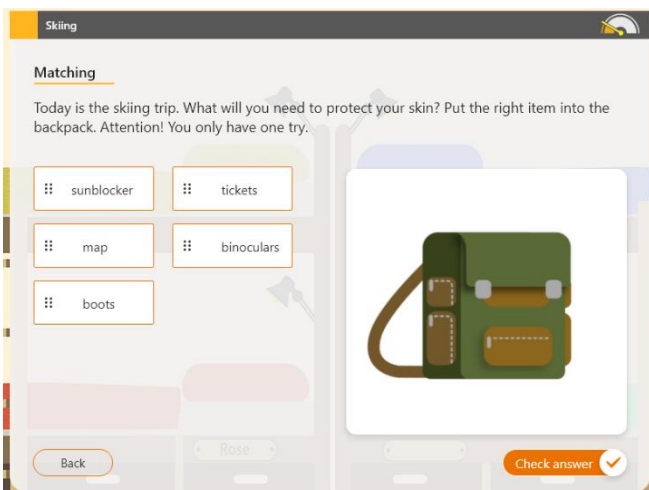 Skiing
Matching
Today is the skiing trip. What will you need to protect your skin? Put the right item into the
backpack. Attention! You only have one try.
sunblocker
tickets
map
binoculars
boots
Rose
Back
Check answer